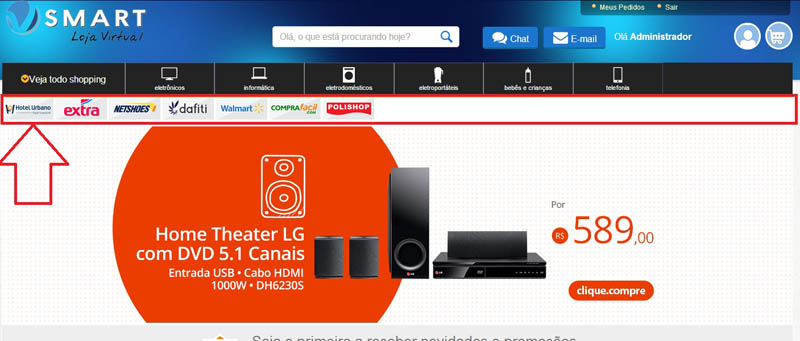 SMART
Loja Virtual
Meus Pedidos
Sair
Olá, o que está procurando hoje?
Chat
E-mail
Olá Administrador
Veja todo shopping
eletrônicos
informática
eletrodomésticos
eletroportáteis
bebês e crianças
telefonia
Hotel Urbano
extra
NETSHOES
dafiti
Walmart
COMPRAfacil
.COM
POLISHOP
Home Theater LG
com DVD 5.1 Canais
Entrada USB • Cabo HDMI
1000W • DH6230S
Por
R$ 589,00
clique.compre
Seja o primeiro a receber novidades e promoções